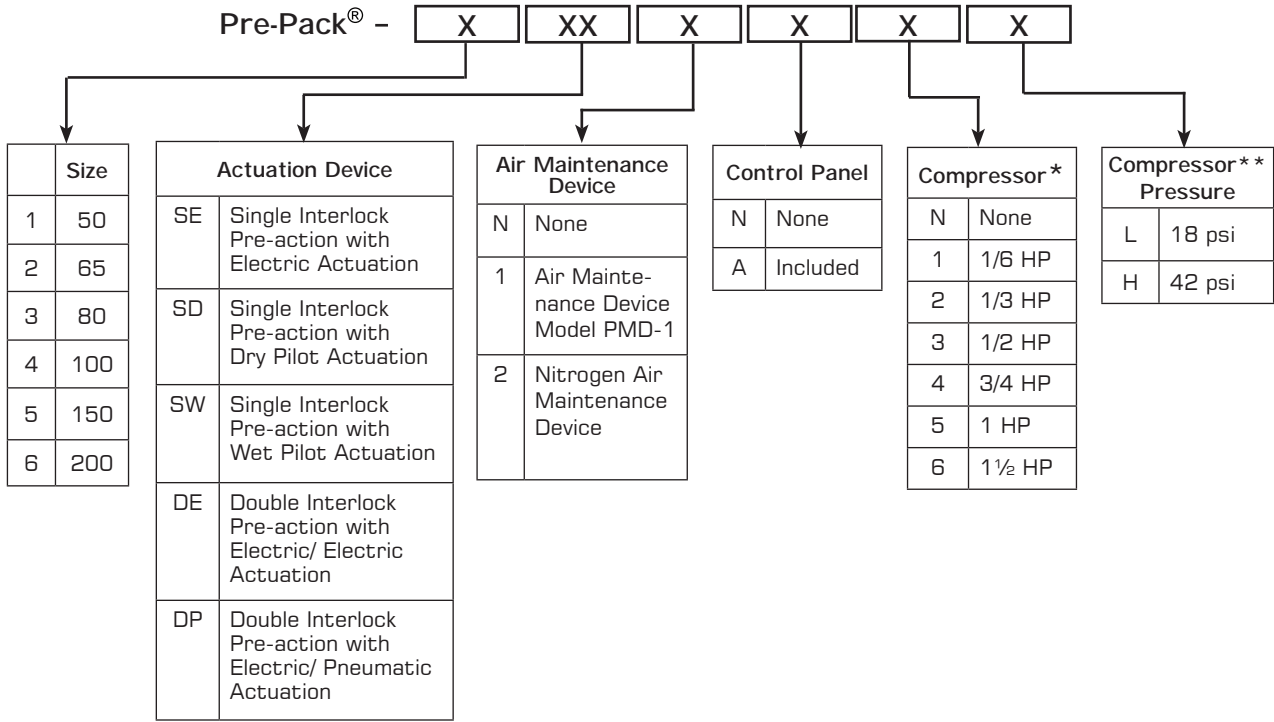 Pre-Pack® – X XX X X X X
Size
1 50
2 65
3 80
4 100
5 150
6 200
Actuation Device
SE Single Interlock
Pre-action with
Electric Actuation
SD Single Interlock
Pre-action with
Dry Pilot Actuation
SW Single Interlock
Pre-action with
Wet Pilot Actuation
DE Double Interlock
Pre-action with
Electric/ Electric
Actuation
DP Double Interlock
Pre-action with
Electric/ Pneumatic
Actuation
Air Maintenance
Device
N None
1 Air Mainte-
nance Device
Model PMD-1
2 Nitrogen Air
Maintenance
Device
Control Panel
N None
A Included
Compressor*
N None
1 1/6 HP
2 1/3 HP
3 1/2 HP
4 3/4 HP
5 1 HP
6 1½ HP
Compressor**
Pressure
L 18 psi
H 42 psi